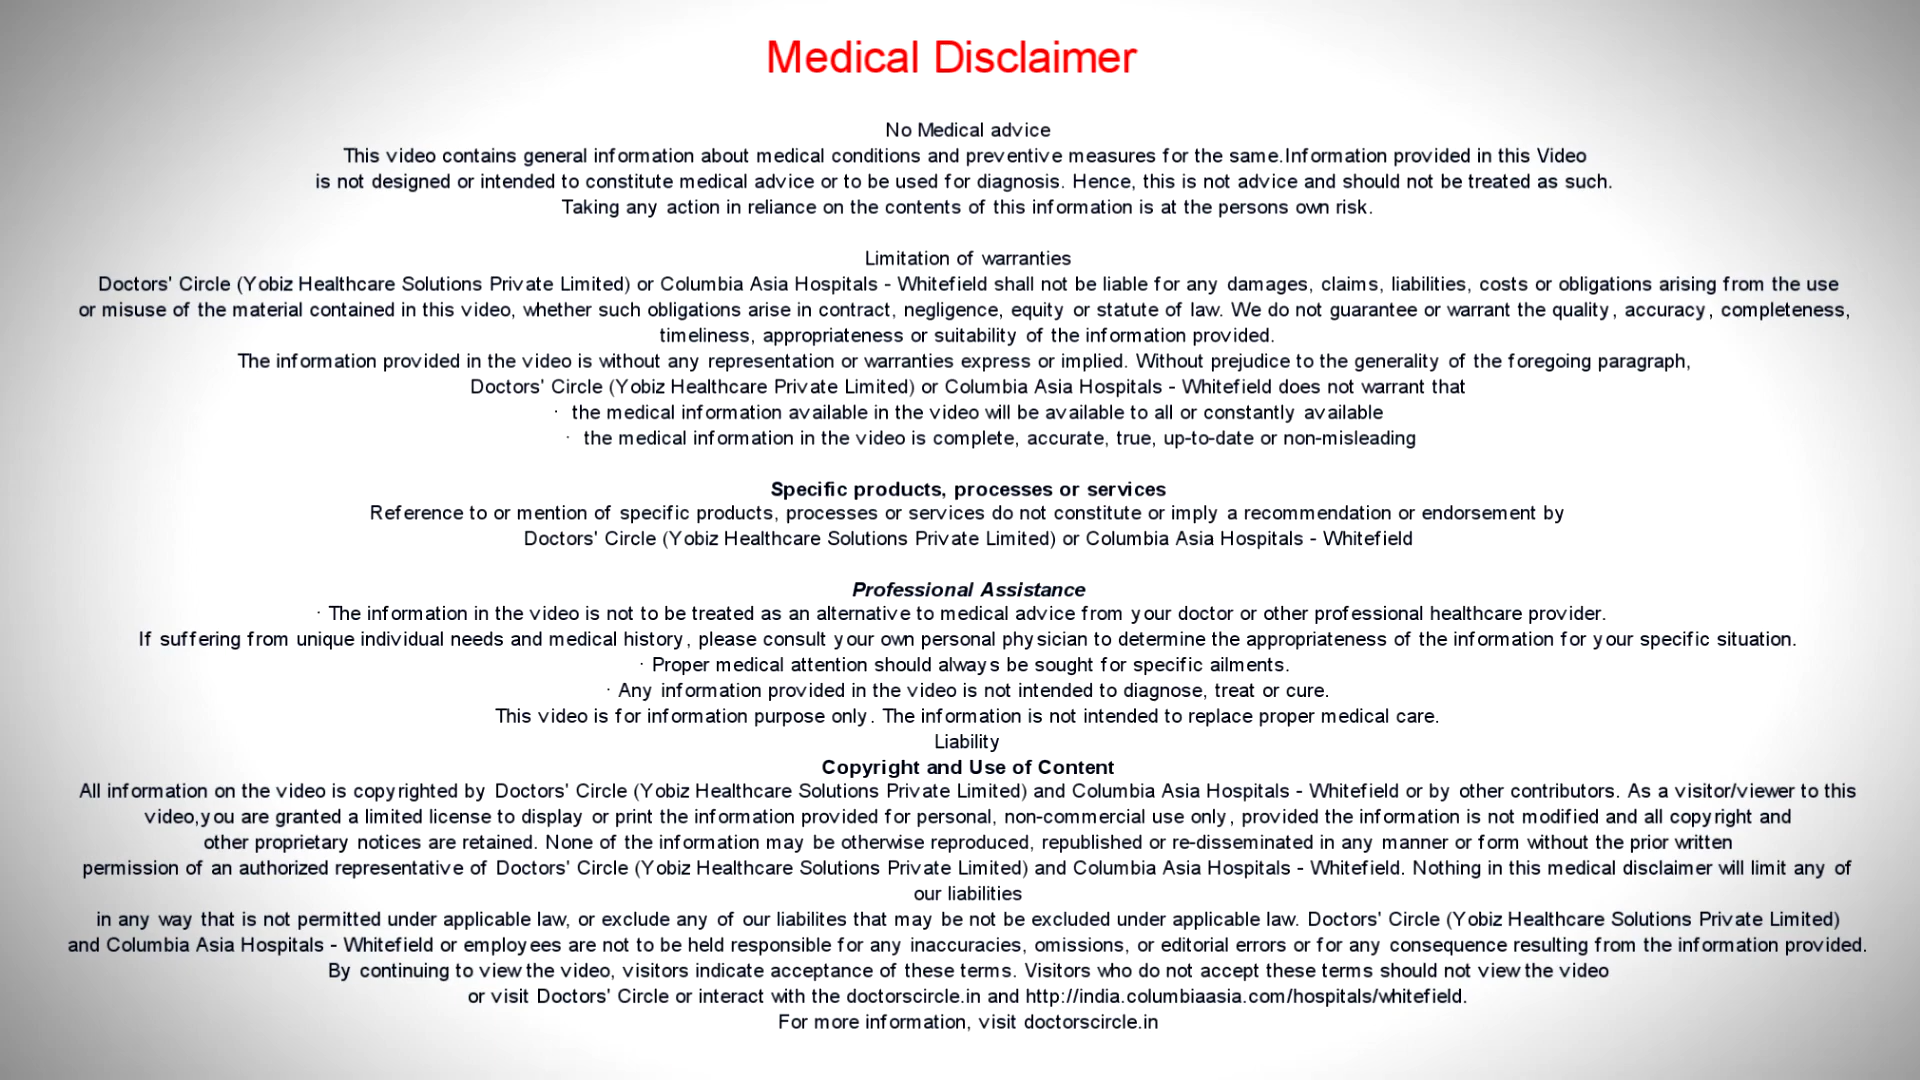 Medical Disclaimer
No Medical advice
This video contains general information about medical conditions and preventive measures for the same.Information provided in this Video
is not designed or intended to constitute medical advice or to be used for diagnosis. Hence, this is not advice and should not be treated as such.
Taking any action in reliance on the contents of this information is at the persons own risk.
Limitation of warranties
Doctors' Circle (Yobiz Healthcare Solutions Private Limited) or Columbia Asia Hospitals - Whitefield shall not be liable for any damages, claims, liabilities, costs or obligations arising from the use
or misuse of the material contained in this video, whether such obligations arise in contract, negligence, equity or statute of law. We do not guarantee or warrant the quality, accuracy, completeness,
timeliness, appropriateness or suitability of the information provided.
The information provided in the video is without any representation or warranties express or implied. Without prejudice to the generality of the foregoing paragraph,
Doctors' Circle (Yobiz Healthcare Private Limited) or Columbia Asia Hospitals - Whitefield does not warrant that
· the medical information available in the video will be available to all or constantly available
· the medical information in the video is complete, accurate, true, up-to-date or non-misleading
Specific products, processes or services
Reference to or mention of specific products, processes or services do not constitute or imply a recommendation or endorsement by
Doctors' Circle (Yobiz Healthcare Solutions Private Limited) or Columbia Asia Hospitals - Whitefield
Professional Assistance
· The information in the video is not to be treated as an alternative to medical advice from your doctor or other professional healthcare provider.
If suffering from unique individual needs and medical history, please consult your own personal physician to determine the appropriateness of the information for your specific situation.
· Proper medical attention should always be sought for specific ailments.
· Any information provided in the video is not intended to diagnose, treat or cure.
This video is for information purpose only. The information is not intended to replace proper medical care.
Liability
Copyright and Use of Content
All information on the video is copyrighted by Doctors' Circle (Yobiz Healthcare Solutions Private Limited) and Columbia Asia Hospitals - Whitefield or by other contributors. As a visitor/viewer to this
video,you are granted a limited license to display or print the information provided for personal, non-commercial use only, provided the information is not modified and all copyright and
other proprietary notices are retained. None of the information may be otherwise reproduced, republished or re-disseminated in any manner or form without the prior written
permission of an authorized representative of Doctors' Circle (Yobiz Healthcare Solutions Private Limited) and Columbia Asia Hospitals - Whitefield. Nothing in this medical disclaimer will limit any of
our liabilities
in any way that is not permitted under applicable law, or exclude any of our liabilites that may be not be excluded under applicable law. Doctors' Circle (Yobiz Healthcare Solutions Private Limited)
and Columbia Asia Hospitals - Whitefield or employees are not to be held responsible for any inaccuracies, omissions, or editorial errors or for any consequence resulting from the information provided.
By continuing to view the video, visitors indicate acceptance of these terms. Visitors who do not accept these terms should not view the video
or visit Doctors' Circle or interact with the doctorscircle.in and http://india.columbiaasia.com/hospitals/whitefield.
For more information, visit doctorscircle.in